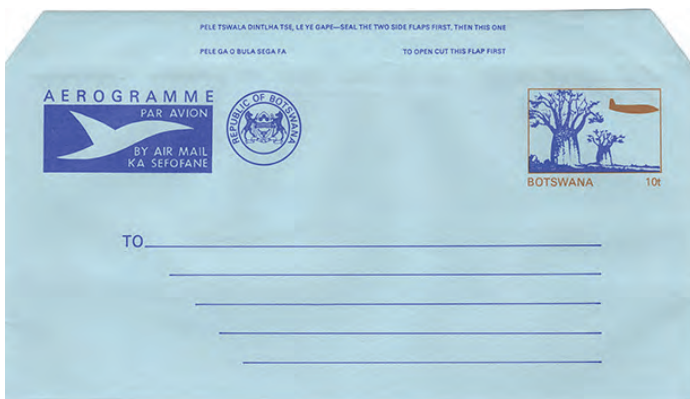 PELE TSWALA DINTLHA TSE, LE YE GAPE—SEAL THE TWO SIDE FLAPS FIRST, THEN THIS ONE
PELE GA O BULA SEGA FA TO OPEN CUT THIS FLAP FIRST
AEROGRAMME
PAR AVION
BY AIR MAIL
KA SEFOFANE
REPUBLIC OF BOTSWANA
BOTSWANA 10t
TO